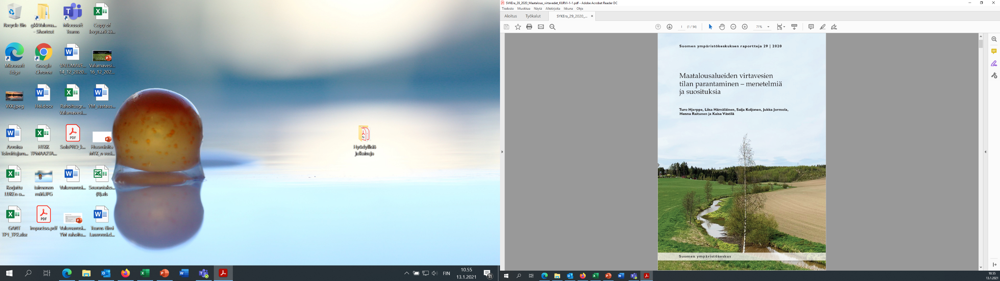 Recycle Bin
gkkValuma...
- Shortcut
Microsoft
Teams
Copy of
levyraati ää...
Microsoft
Edge
Google
Chrome
VALUMAVE...
14_12_2020...
Valumavesi...
16_12_202...
VKK.jpeg
Hei.docx
Rahoitusgr...
Valumavesi....
YM_vastaus...
Arvoisa
Toimittajam...
HTKK
TPMAA2TA...
SolePRO_k...
Huomioita
MTK_n vesi...
Korjattu
LUKEn o...
taimenen
mäti.JPG
Valumavesi...
Seurantako...
(8).xls
GANT
TP1_TP2.xlsx
impactso.pdf
Valumavesi...
YM rahoitu...
Teams tiimi
Laservesi.d...
PDF
PDF
Hyödyllisiä
julkaisuja
FIN
10.55
13.1.2021
11
SYKEra_29_2020_Maatalous_virtavedet_KURVI-1-1.pdf - Adobe Acrobat Reader DC
Tiedosto Muokkaa Näytä Allekirjoita Ikkuna Ohje
Aloitus Työkalut SYKEra_29_2020_... ×
1 (1 / 54) 71%
Suomen ympäristökeskuksen raportteja 29 | 2020
Maatalousalueiden virtavesien
tilan parantaminen – menetelmiä
ja suosituksia
Turo Hjerppe, Liisa Hämäläinen, Saija Koljonen, Jukka Jormola,
Henna Raitanen ja Kaisa Västilä
Suomen ympäristökeskus
10.55
13.1.2021